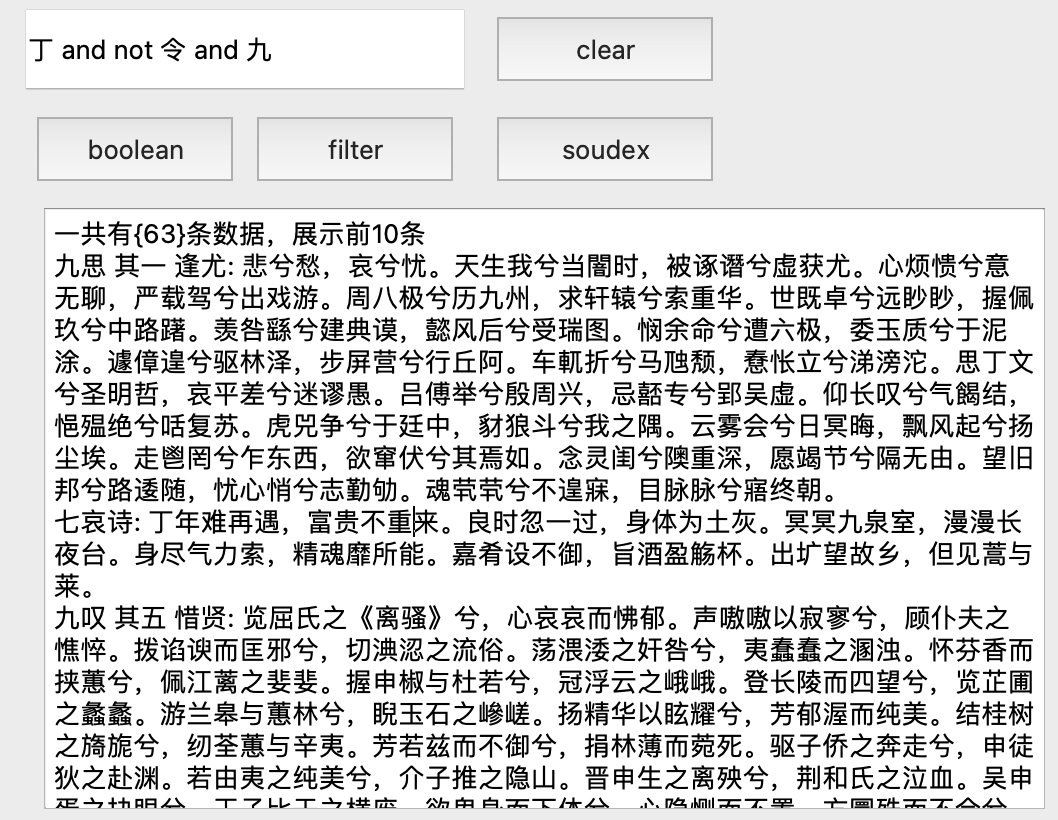 丁 and not 令 and 九
clear
boolean
filter
soudex
一共有{63}条数据，展示前10条
九思 其一 逢尤: 悲兮愁，哀兮忧。天生我兮当闇时，被诼谮兮虚获尤。心烦愦兮意
无聊，严载驾兮出戏游。周八极兮历九州，求轩辕兮索重华。世既卓兮远眇眇，握佩
玖兮中路躇。羡咎繇兮建典谟，懿风后兮受瑞图。悯余命兮遭六极，委玉质兮于泥
涂。遽傽遑兮驱林泽，步屏营兮行丘阿。车軏折兮马虺颓，惷怅立兮涕滂沱。思丁文
兮圣明哲，哀平差兮迷谬愚。吕傅举兮殷周兴，忌嚭专兮郢吴虚。仰长叹兮气䭇结，
悒殟绝兮咶复苏。虎兕争兮于廷中，豺狼斗兮我之隅。云雾会兮日冥晦，飘风起兮扬
尘埃。走鬯罔兮乍东西，欲窜伏兮其焉如。念灵闺兮隩重深，愿竭节兮隔无由。望旧
邦兮路逶随，忧心悄兮志勤劬。魂茕茕兮不遑寐，目脉脉兮寤终朝。
七哀诗: 丁年难再遇，富贵不重来。良时忽一过，身体为土灰。冥冥九泉室，漫漫长
夜台。身尽气力索，精魂靡所能。嘉肴设不御，旨酒盈觞杯。出圹望故乡，但见蒿与
莱。
九叹 其五 惜贤: 览屈氏之《离骚》兮，心哀哀而怫郁。声嗷嗷以寂寥兮，顾仆夫之
憔悴。拨谄谀而匡邪兮，切淟涊之流俗。荡渨涹之奸咎兮，夷蠢蠢之溷浊。怀芬香而
挟蕙兮，佩江蓠之斐斐。握申椒与杜若兮，冠浮云之峨峨。登长陵而四望兮，览芷圃
之蠡蠡。游兰皋与蕙林兮，睨玉石之嵾嵯。扬精华以眩耀兮，芳郁渥而纯美。结桂树
之旖旎兮，纫荃蕙与辛夷。芳若兹而不御兮，捐林薄而菀死。驱子侨之奔走兮，申徒
狄之赴渊。若由夷之纯美兮，介子推之隐山。晋申生之离殃兮，荆和氏之泣血。吴申